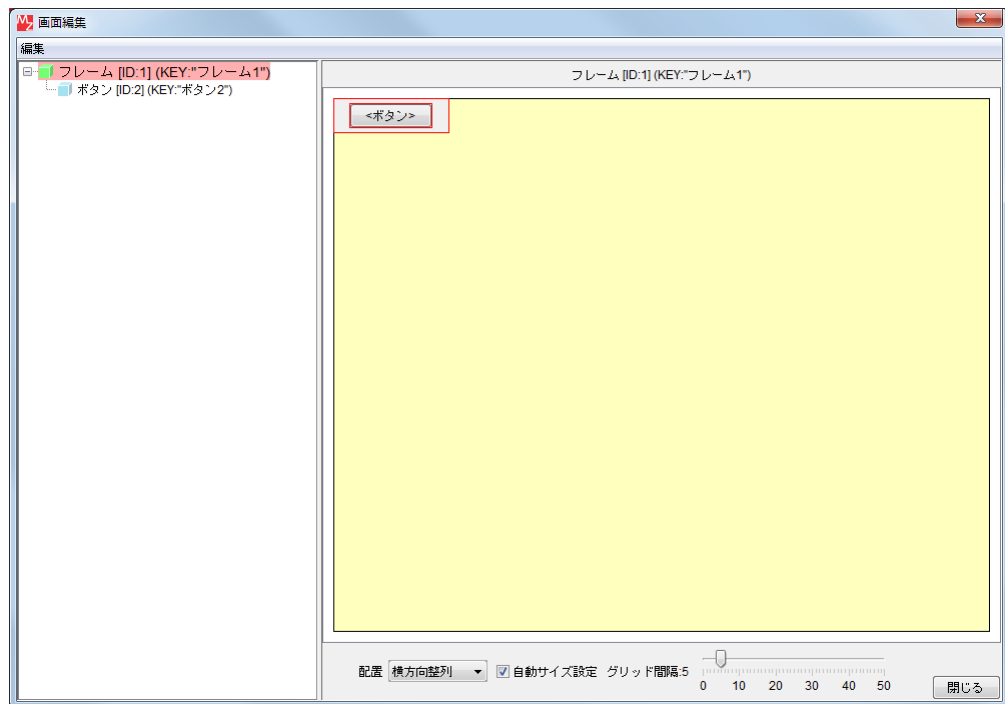 画面編集
編集
フレーム [ID:1] (KEY:"フレーム1")
ボタン [ID:2] (KEY:"ボタン2")
フレーム [ID:1] (KEY:"フレーム1")
<ボタン>
配置 横方向整列 自動サイズ設定 グリッド間隔:5
0 10 20 30 40 50
閉じる